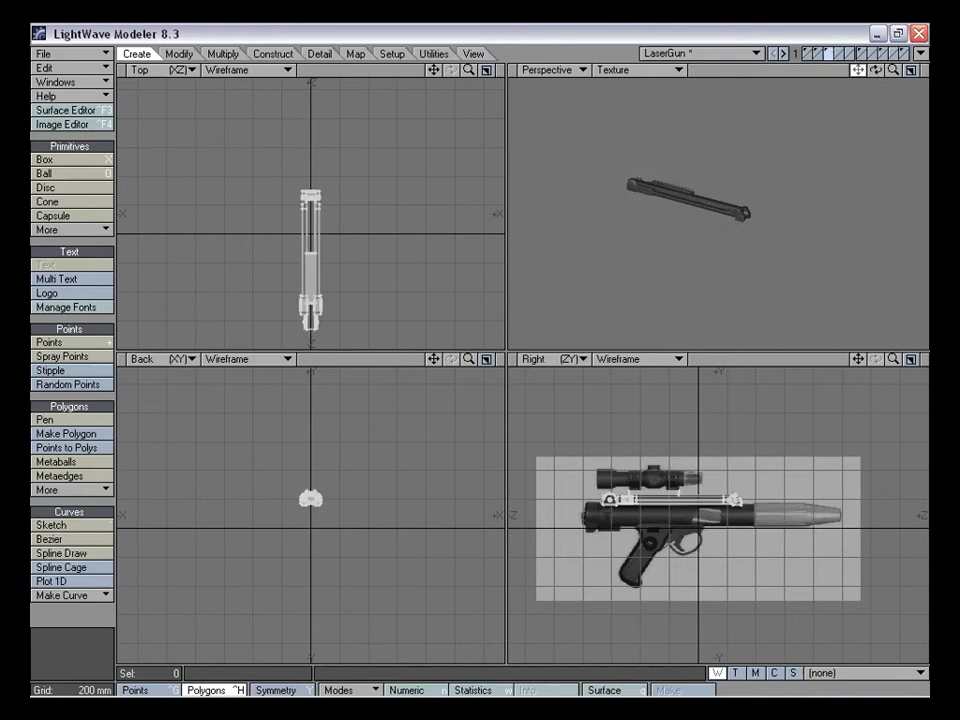 LightWave Modeler 8.3
File
Create Modify Multiply Construct Detail Map Setup Utilities View
LaserGun * 1
Edit
Top (XZ) Wireframe
Perspective Texture
Windows
Help
Surface Editor F3
Image Editor ^F4
Primitives
Box X
Ball O
Disc
Cone
Capsule
More
Text
Text
Multi Text
Logo
Manage Fonts
Points
Points +
Spray Points
Stipple
Random Points
Back (XY) Wireframe
Right (ZY) Wireframe
Polygons
Pen
Make Polygon
Points to Polys
Metaballs
Metaedges
More
Curves
Sketch
Bezier
Spline Draw
Spline Cage
Plot 1D
Make Curve
Sel: 0
W T M C S (none)
Grid: 200 mm
Points ^G Polygons ^H Symmetry Y Modes Numeric n Statistics w Info i Surface q Make